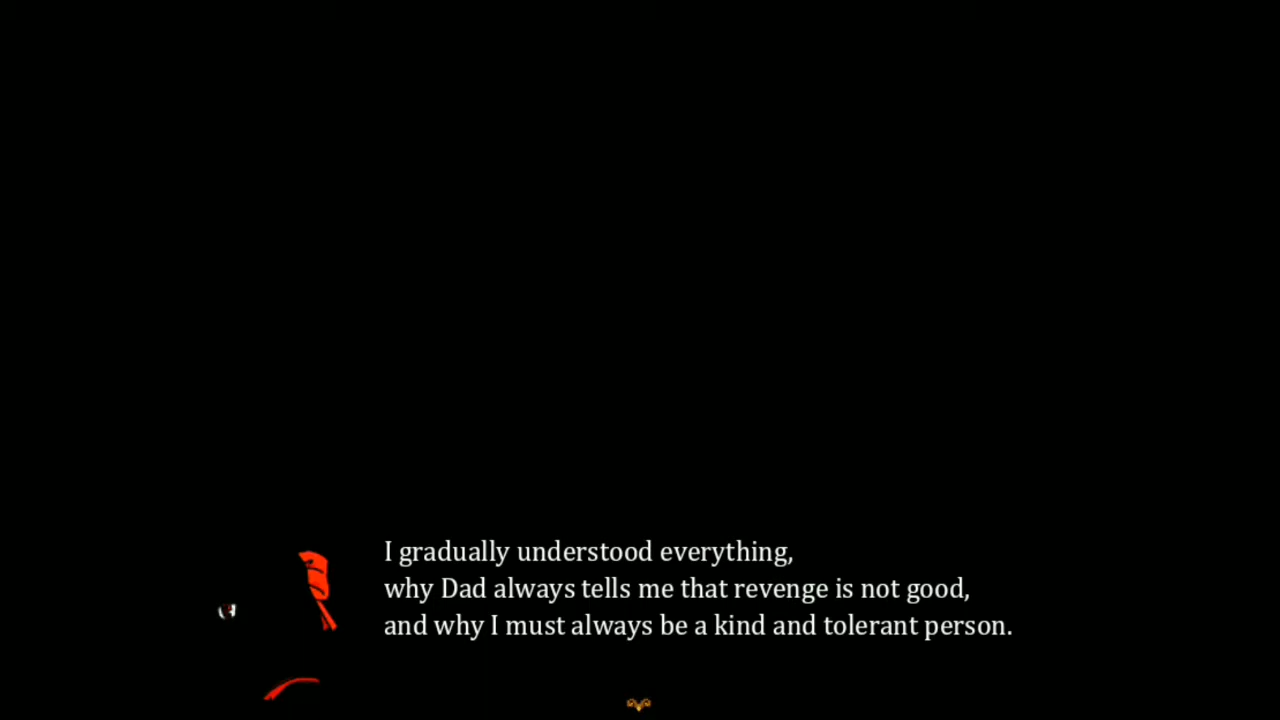 I gradually understood everything,
why Dad always tells me that revenge is not good,
and why I must always be a kind and tolerant person.